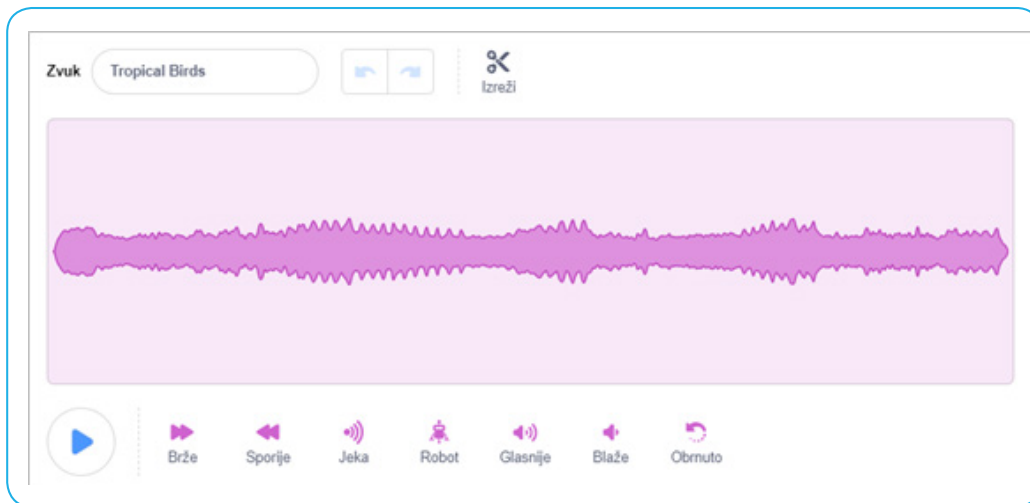 Zvuk Tropical Birds
Izreži
Brže Sporije Jeka Robot Glasnije Blaže Obrnuto